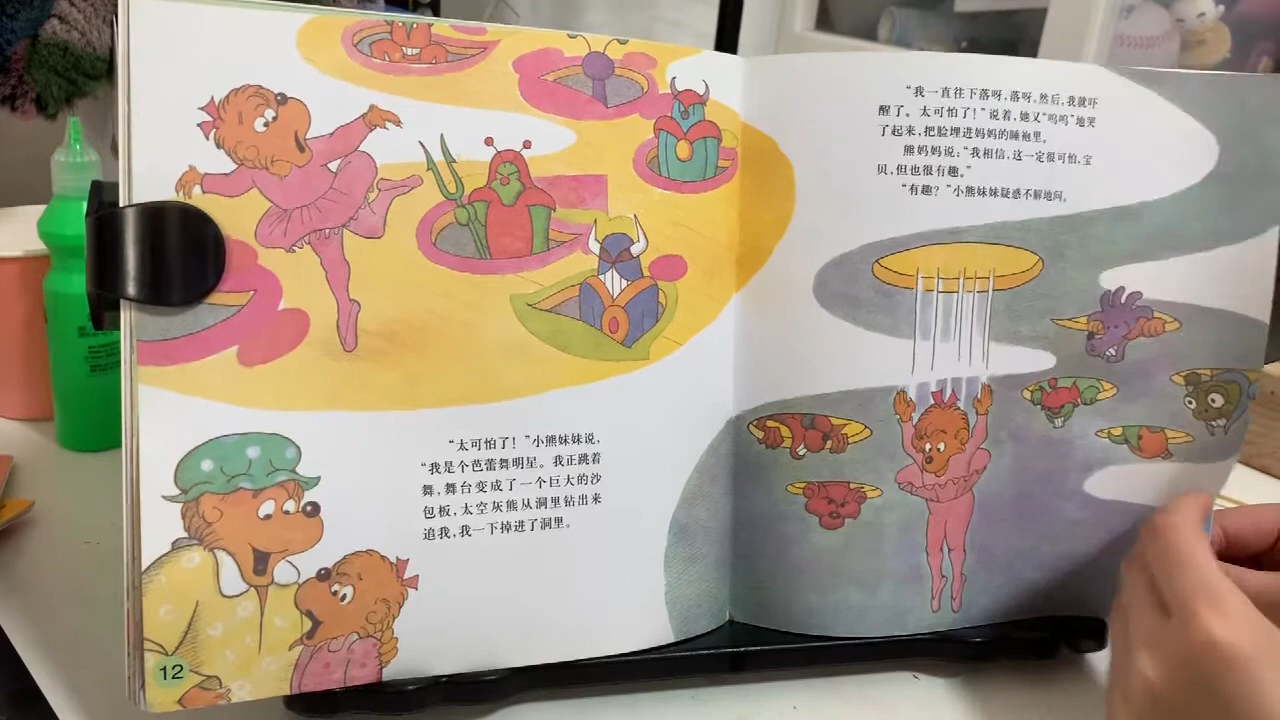 “太可怕了！”小熊妹妹说，
“我是个芭蕾舞明星。我正跳着
舞，舞台变成了一个巨大的沙
包板，太空灰熊从洞里钻出来
追我，我一下掉进了洞里。
12
“我一直往下落呀，落呀。然后，我就吓
醒了。太可怕了！”说着，她又“呜呜”地哭
了起来，把脸埋进妈妈的睡袍里。
熊妈妈说：“我相信，这一定很可怕，宝
贝，但也很有趣。”
“有趣？”小熊妹妹疑惑不解地问。